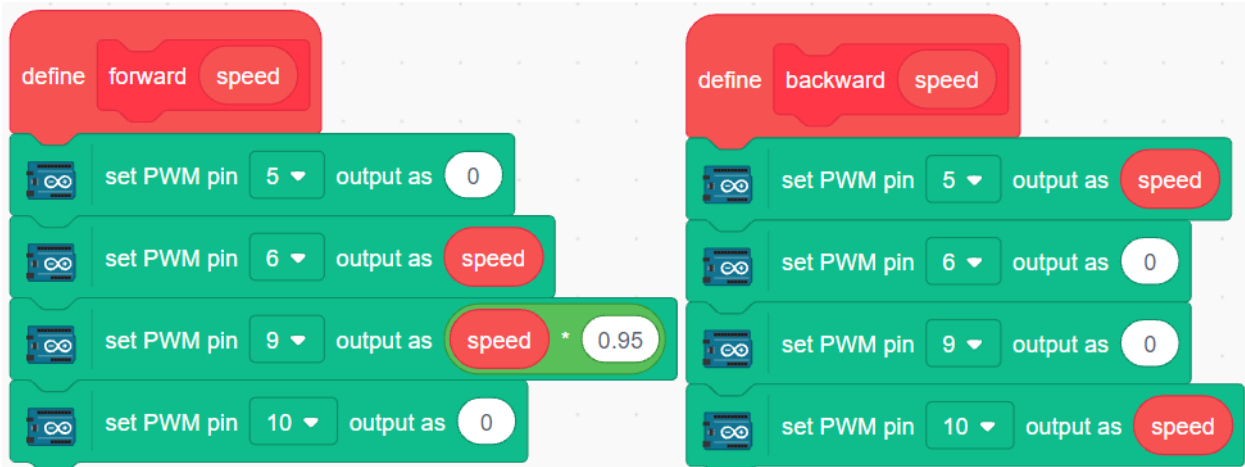 define forward speed
set PWM pin 5 output as 0
set PWM pin 6 output as speed
set PWM pin 9 output as speed * 0.95
set PWM pin 10 output as 0
define backward speed
set PWM pin 5 output as speed
set PWM pin 6 output as 0
set PWM pin 9 output as 0
set PWM pin 10 output as speed